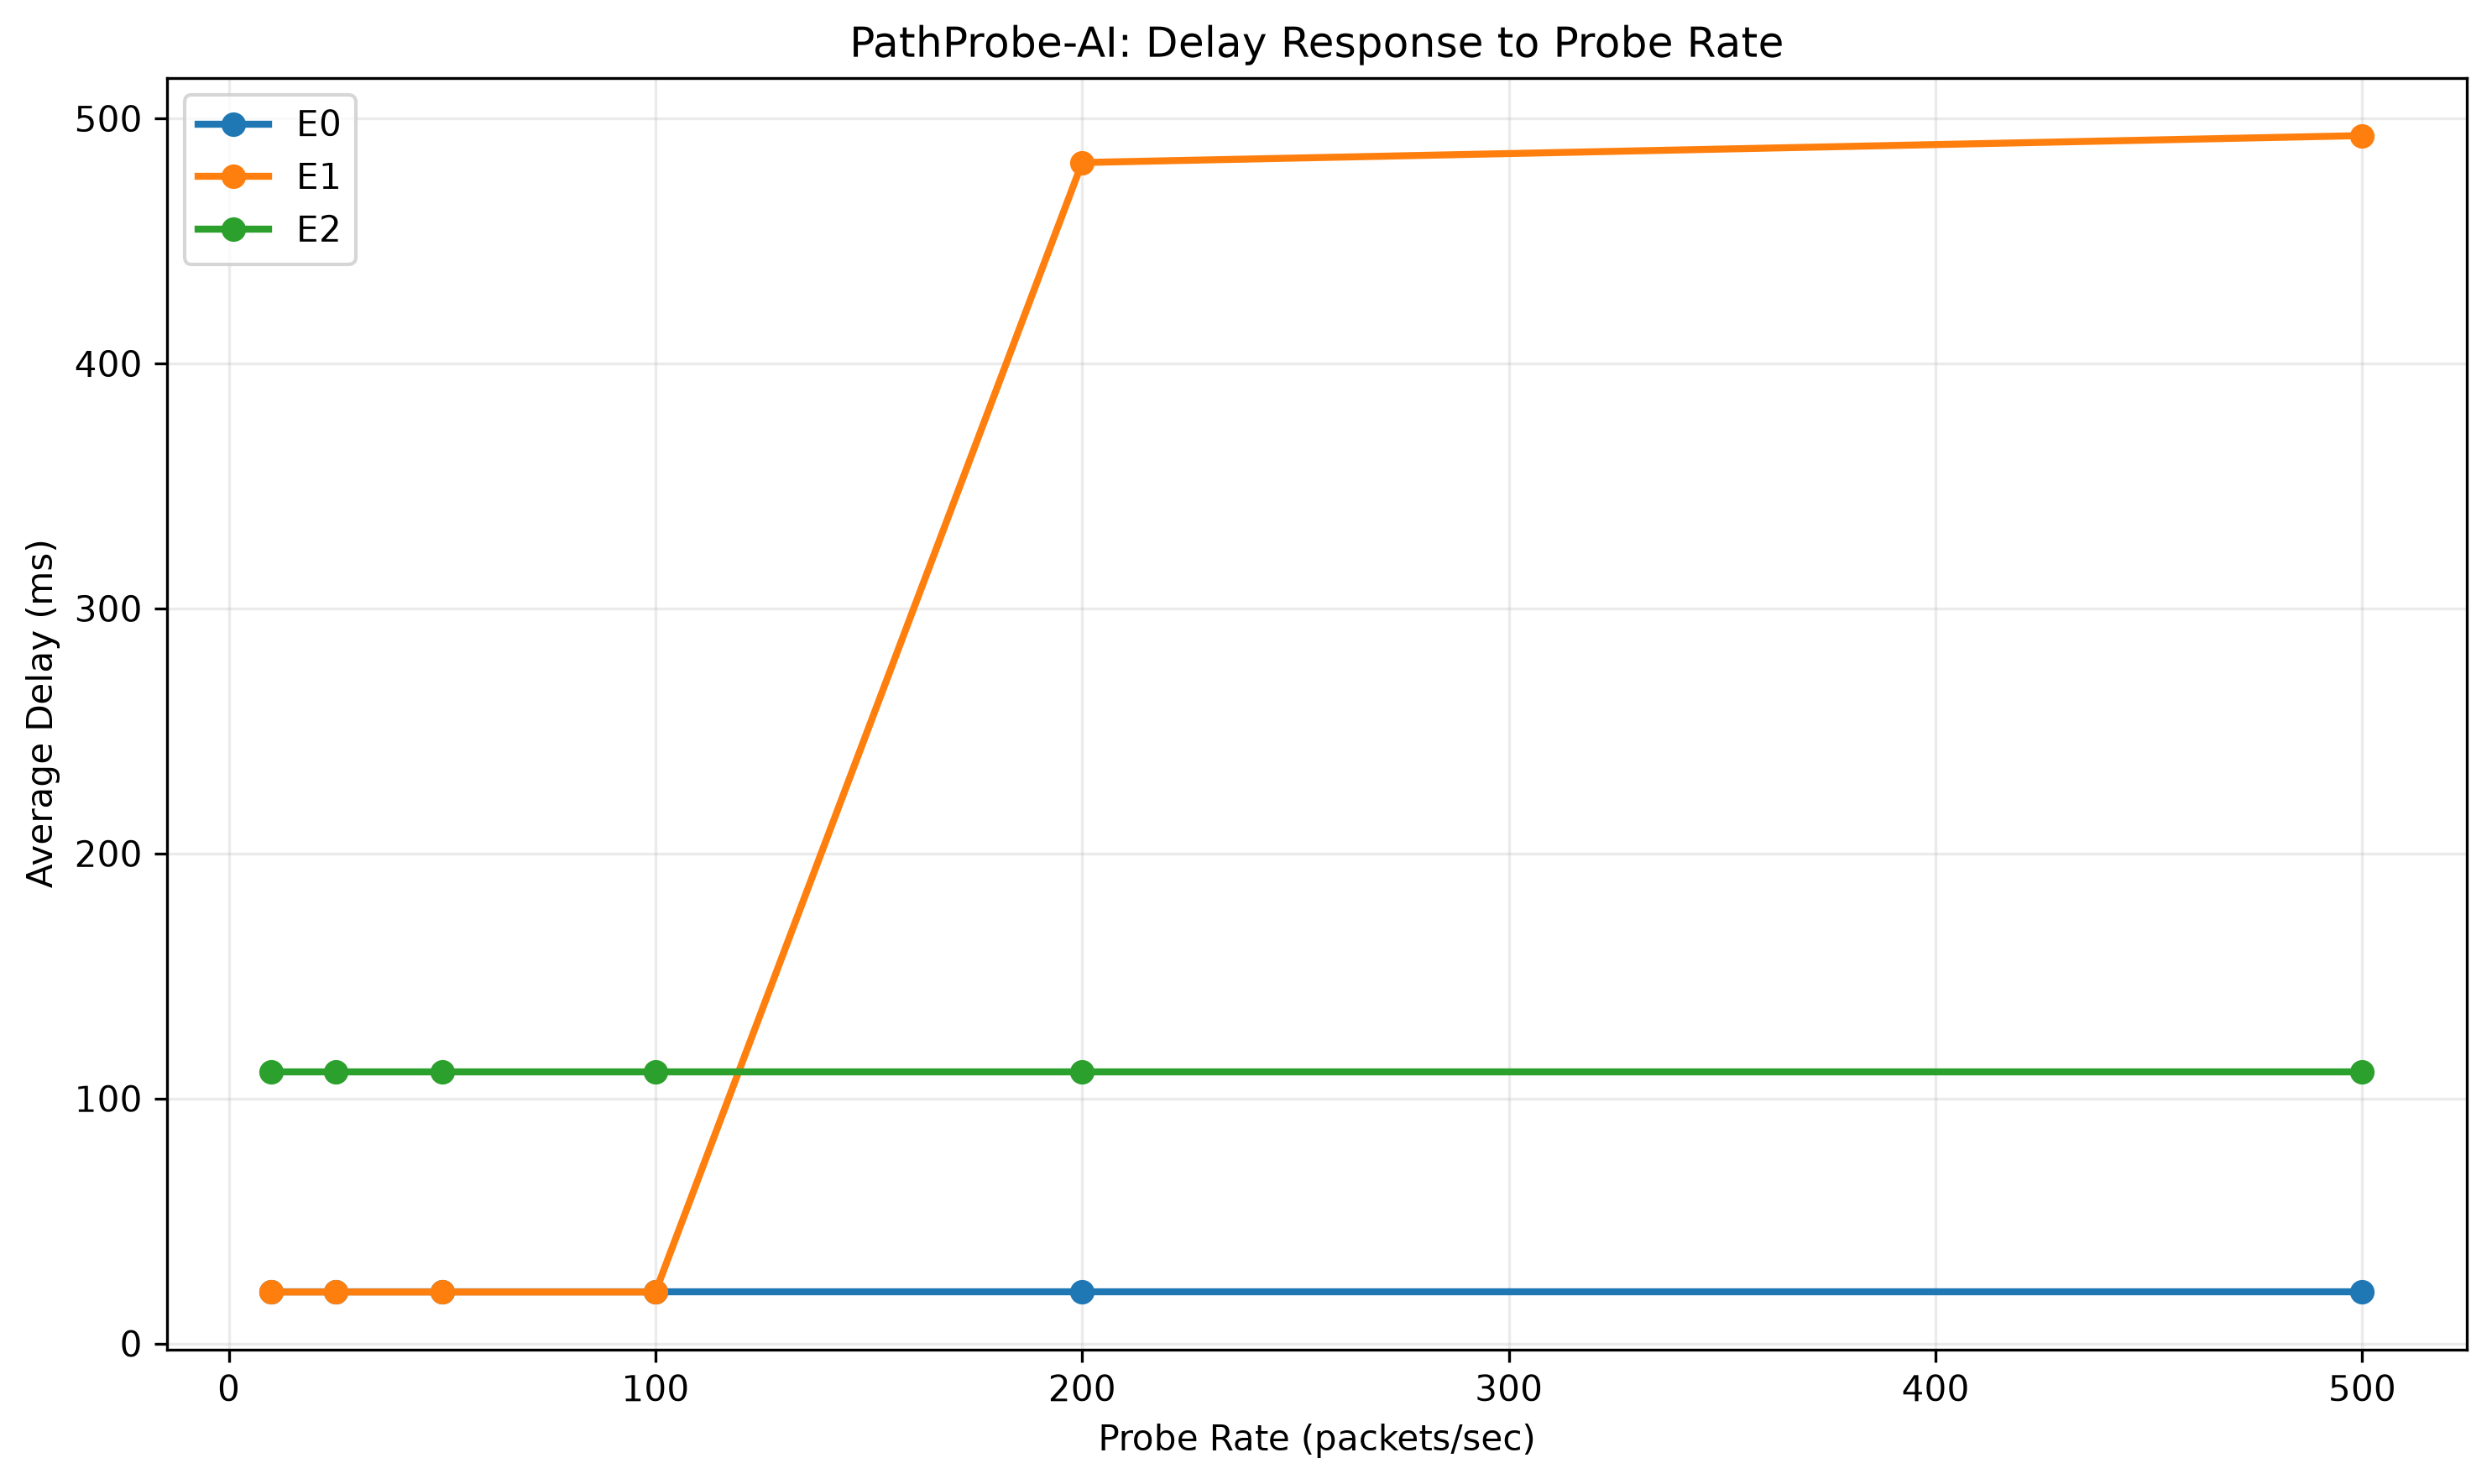 PathProbe-AI: Delay Response to Probe Rate
E0
E1
E2
500
400
300
200
100
0
Average Delay (ms)
0 100 200 300 400 500
Probe Rate (packets/sec)